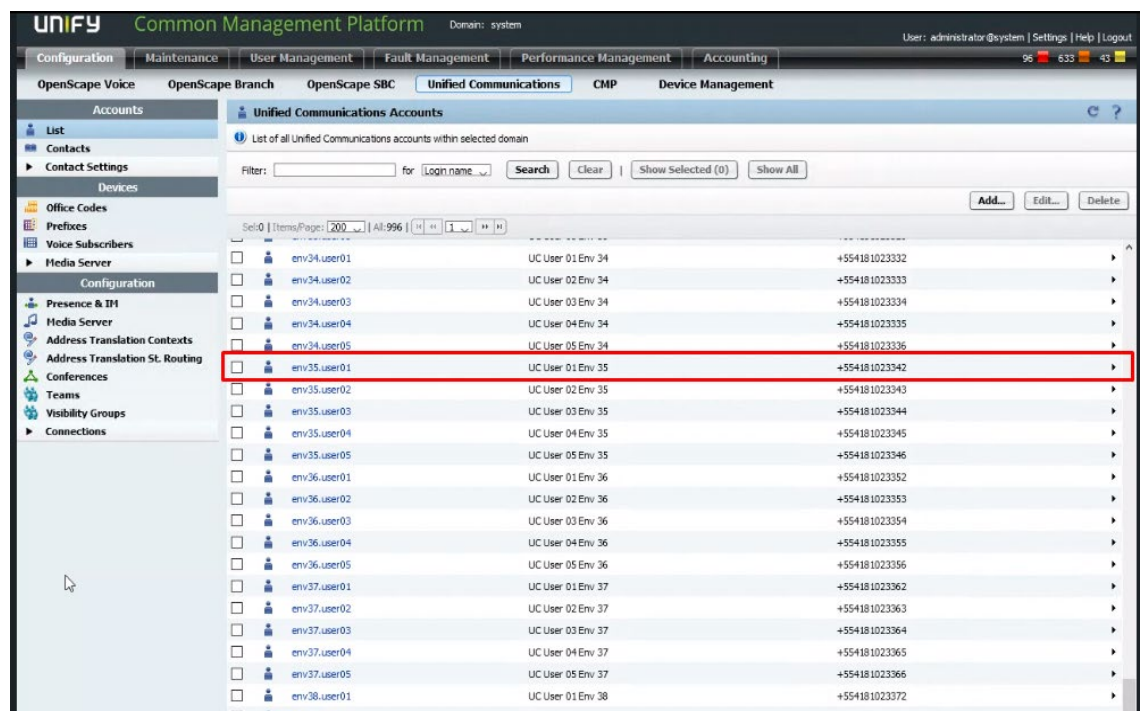 UNIFY Common Management Platform Domain: system
User: administrator@system | Settings | Help | Logout
Configuration Maintenance User Management Fault Management Performance Management Accounting 96 633 43
OpenScape Voice OpenScape Branch OpenScape SBC Unified Communications CMP Device Management
Accounts
List
Contacts
Contact Settings
Devices
Office Codes
Prefixes
Voice Subscribers
Media Server
Configuration
Presence & IM
Media Server
Address Translation Contexts
Address Translation St. Routing
Conferences
Teams
Visibility Groups
Connections
Unified Communications Accounts
List of all Unified Communications accounts within selected domain
Filter: for Login name Search Clear | Show Selected (0) Show All
Add... Edit... Delete
Sel:0 | Items/Page: 200 | All:996 | 1
env34.user01 UC User 01 Env 34 +554181023332
env34.user02 UC User 02 Env 34 +554181023333
env34.user03 UC User 03 Env 34 +554181023334
env34.user04 UC User 04 Env 34 +554181023335
env34.user05 UC User 05 Env 34 +554181023336
env35.user01 UC User 01 Env 35 +554181023342
env35.user02 UC User 02 Env 35 +554181023343
env35.user03 UC User 03 Env 35 +554181023344
env35.user04 UC User 04 Env 35 +554181023345
env35.user05 UC User 05 Env 35 +554181023346
env36.user01 UC User 01 Env 36 +554181023352
env36.user02 UC User 02 Env 36 +554181023353
env36.user03 UC User 03 Env 36 +554181023354
env36.user04 UC User 04 Env 36 +554181023355
env36.user05 UC User 05 Env 36 +554181023356
env37.user01 UC User 01 Env 37 +554181023362
env37.user02 UC User 02 Env 37 +554181023363
env37.user03 UC User 03 Env 37 +554181023364
env37.user04 UC User 04 Env 37 +554181023365
env37.user05 UC User 05 Env 37 +554181023366
env38.user01 UC User 01 Env 38 +554181023372